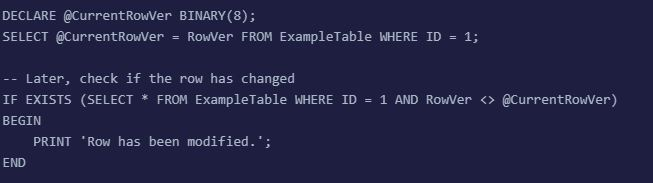 DECLARE @CurrentRowVer BINARY(8);
SELECT @CurrentRowVer = RowVer FROM ExampleTable WHERE ID = 1;

-- Later, check if the row has changed
IF EXISTS (SELECT * FROM ExampleTable WHERE ID = 1 AND RowVer <> @CurrentRowVer)
BEGIN
    PRINT 'Row has been modified.';
END